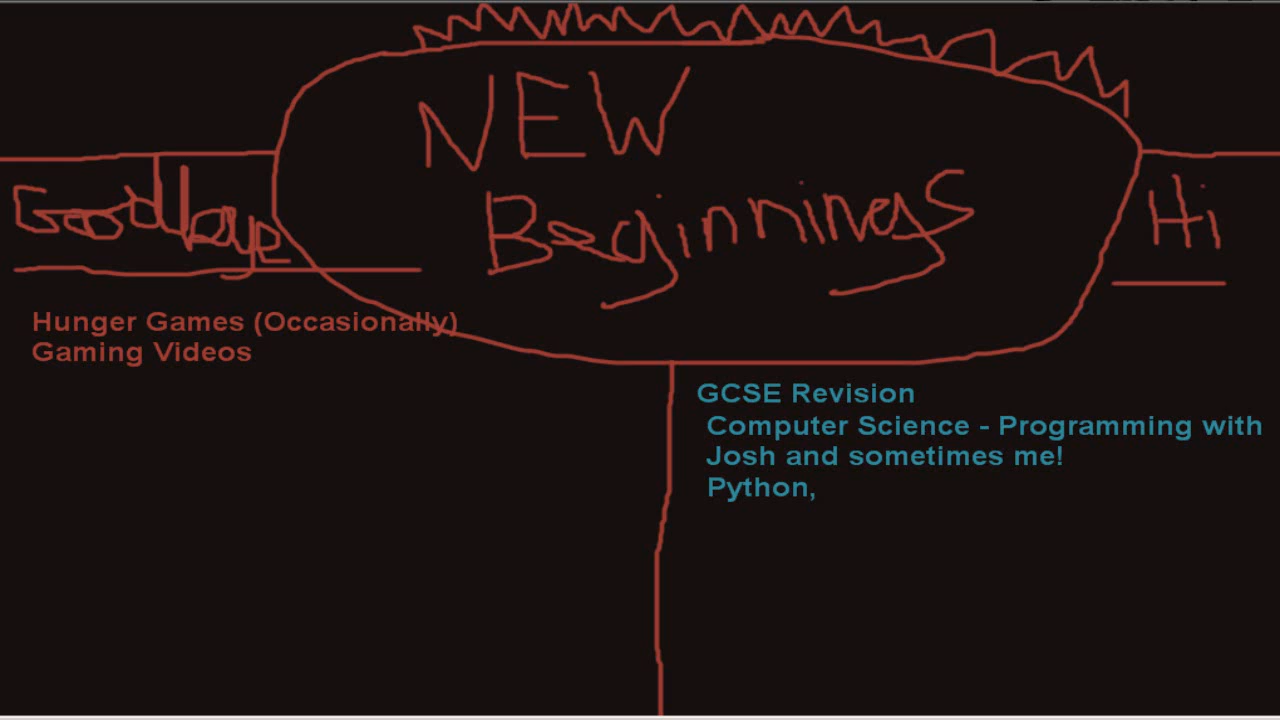 NEW
Beginnings
Goodbye
Hi
Hunger Games (Occasionally)
Gaming Videos
GCSE Revision
Computer Science - Programming with
Josh and sometimes me!
Python,